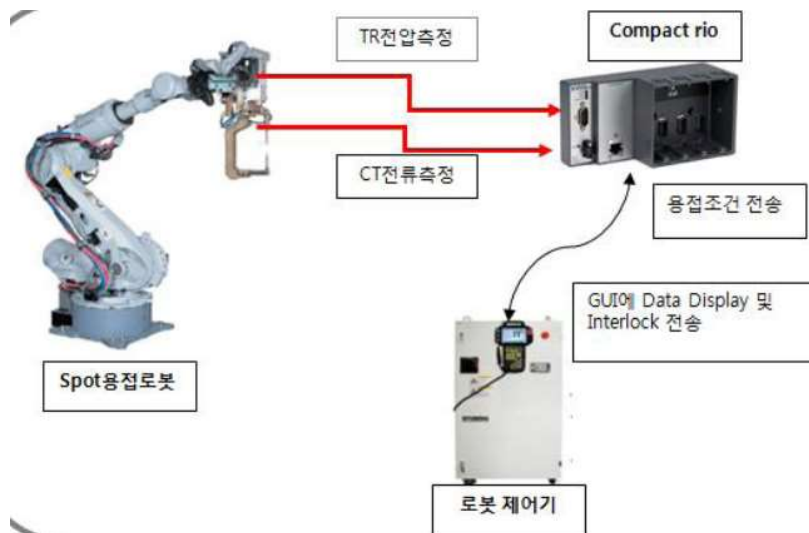 TR전압측정
Compact rio
CT전류측정
용접조건 전송
GUI에 Data Display 및
Interlock 전송
Spot용접로봇
로봇 제어기